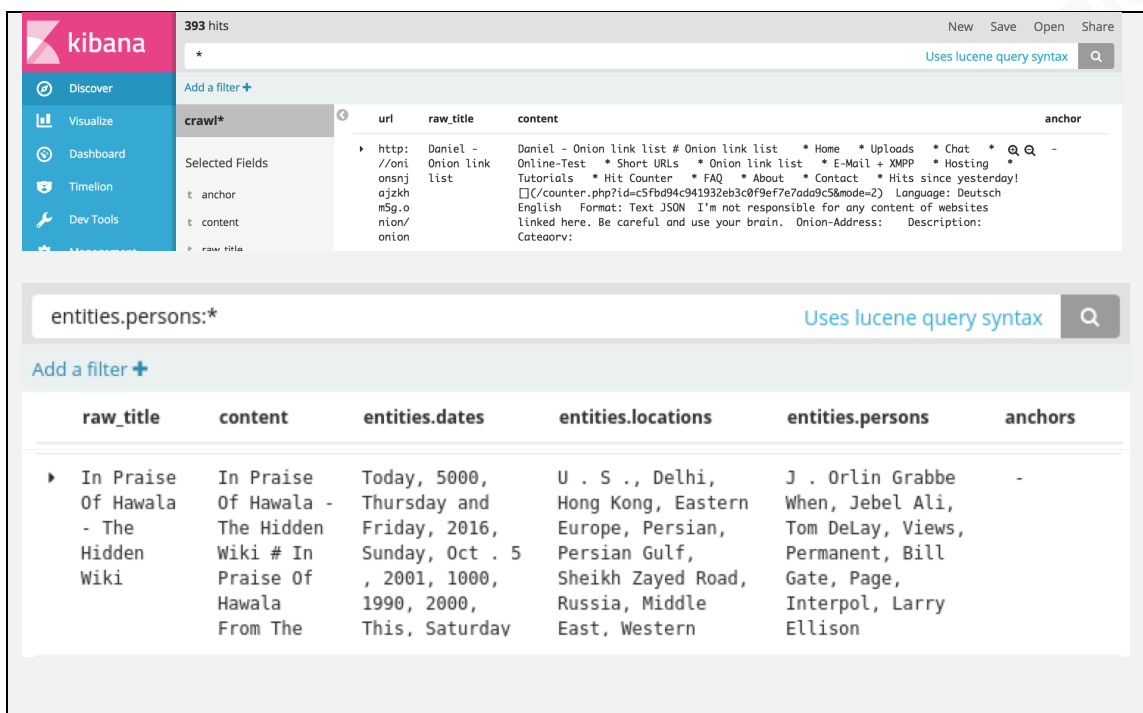 393 hits
New Save Open Share
kibana
*
Uses lucene query syntax
Discover
Add a filter +
Visualize
crawl*
url raw_title content anchor
Dashboard
Selected Fields
Timelion
t anchor
Dev Tools
t content
Management
t raw_title
http:
//oni
onsnj
ajzkh
m5g.o
nion/
onion
Daniel -
Onion link
list
Daniel - Onion link list # Onion link list * Home * Uploads * Chat *
Online-Test * Short URLs * Onion link list * E-Mail + XMPP * Hosting *
Tutorials * Hit Counter * FAQ * About * Contact * Hits since yesterday!
[](/counter.php?id=c5fbd94c941932eb3c0f9ef7e7ada9c5&mode=2) Language: Deutsch
English Format: Text JSON I'm not responsible for any content of websites
linked here. Be careful and use your brain. Onion-Address: Description:
Category:
-
entities.persons:*
Uses lucene query syntax
Add a filter +
raw_title content entities.dates entities.locations entities.persons anchors
In Praise
Of Hawala
- The
Hidden
Wiki
In Praise
Of Hawala -
The Hidden
Wiki # In
Praise Of
Hawala
From The
Today, 5000,
Thursday and
Friday, 2016,
Sunday, Oct . 5
, 2001, 1000,
1990, 2000,
This, Saturday
U . S ., Delhi,
Hong Kong, Eastern
Europe, Persian,
Persian Gulf,
Sheikh Zayed Road,
Russia, Middle
East, Western
J . Orlin Grabbe
When, Jebel Ali,
Tom DeLay, Views,
Permanent, Bill
Gate, Page,
Interpol, Larry
Ellison
-